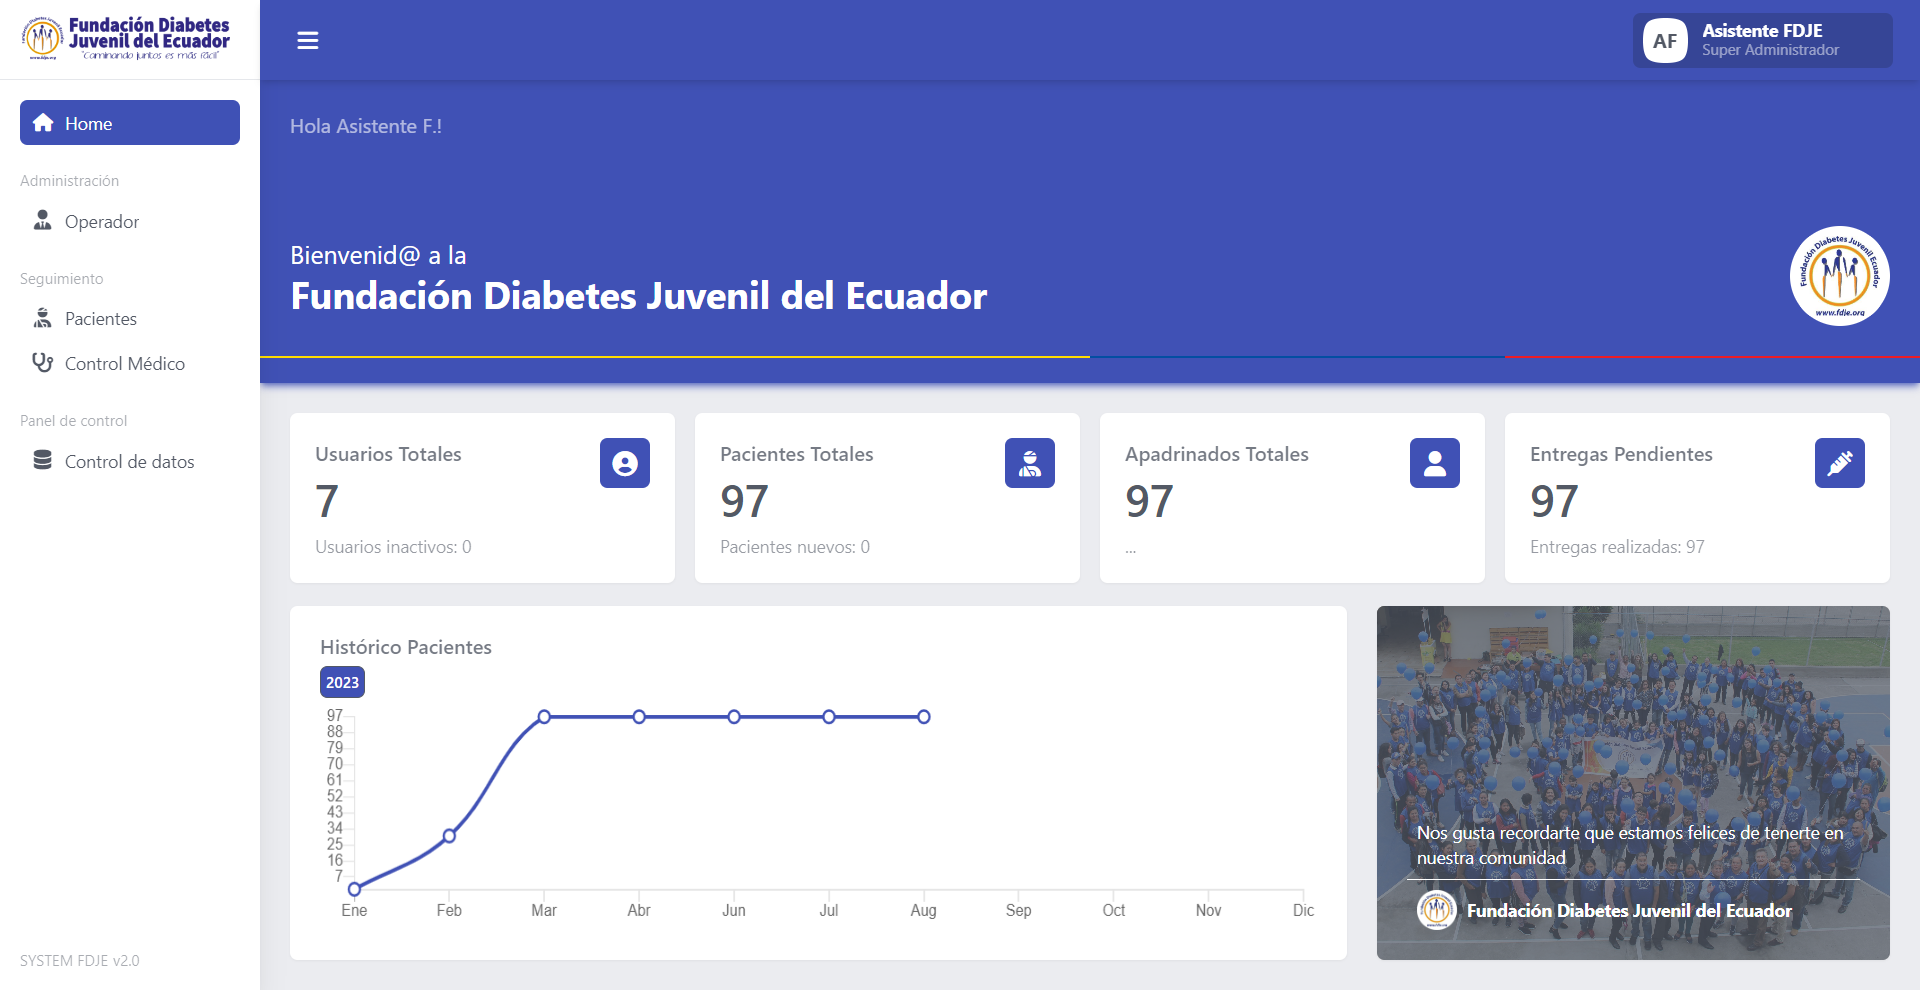 Fundación Diabetes
Juvenil del Ecuador
"Caminando juntos es más fácil"
www.fdje.org
AF
Asistente FDJE
Super Administrador
Home
Administración
Operador
Seguimiento
Pacientes
Control Médico
Panel de control
Control de datos
SYSTEM FDJE v2.0
Hola Asistente F.!
Bienvenid@ a la
Fundación Diabetes Juvenil del Ecuador
Fundación Diabetes Juvenil Ecuador
www.fdje.org
Usuarios Totales
7
Usuarios inactivos: 0
Pacientes Totales
97
Pacientes nuevos: 0
Apadrinados Totales
97
...
Entregas Pendientes
97
Entregas realizadas: 97
Histórico Pacientes
2023
97
88
79
70
61
52
43
34
25
16
7
Ene Feb Mar Abr Jun Jul Aug Sep Oct Nov Dic
Nos gusta recordarte que estamos felices de tenerte en
nuestra comunidad
Fundación Diabetes Juvenil del Ecuador